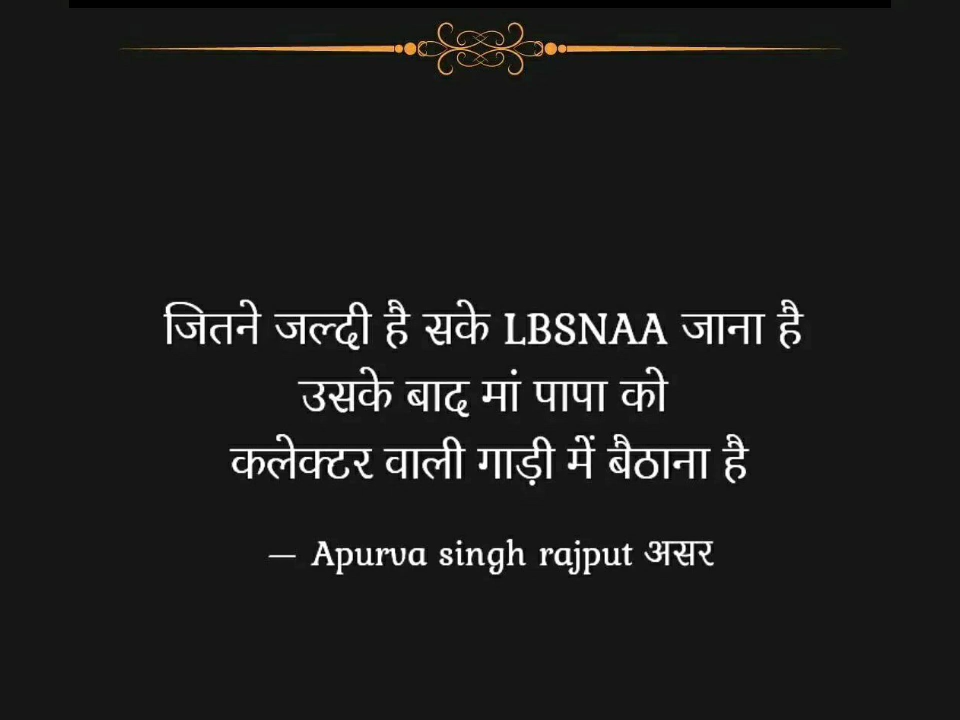 जितने जल्दी है सके LBSNAA जाना है
उसके बाद मां पापा को
कलेक्टर वाली गाड़ी में बैठाना है
— Apurva singh rajput असर